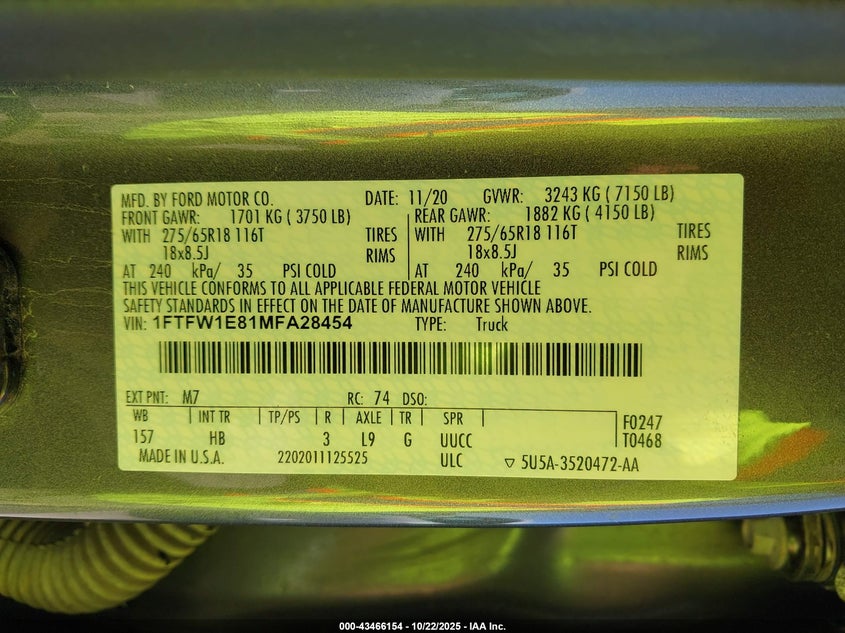 MFD. BY FORD MOTOR CO. DATE: 11/20 GVWR: 3243 KG ( 7150 LB)
FRONT GAWR: 1701 KG ( 3750 LB) REAR GAWR: 1882 KG ( 4150 LB)
WITH 275/65R18 116T TIRES WITH 275/65R18 116T TIRES
18x8.5J RIMS 18x8.5J RIMS
AT 240 kPa/ 35 PSI COLD AT 240 kPa/ 35 PSI COLD
THIS VEHICLE CONFORMS TO ALL APPLICABLE FEDERAL MOTOR VEHICLE
SAFETY STANDARDS IN EFFECT ON THE DATE OF MANUFACTURE SHOWN ABOVE.
VIN: 1FTFW1E81MFA28454 TYPE: Truck
EXT PNT: M7 RC: 74 DSO:
WB INT TR TP/PS R AXLE TR SPR F0247
157 HB 3 L9 G UUCC T0468
MADE IN U.S.A. 2202011125525 ULC ▽ 5U5A-3520472-AA
000-43466154 - 10/22/2025 - IAA Inc.